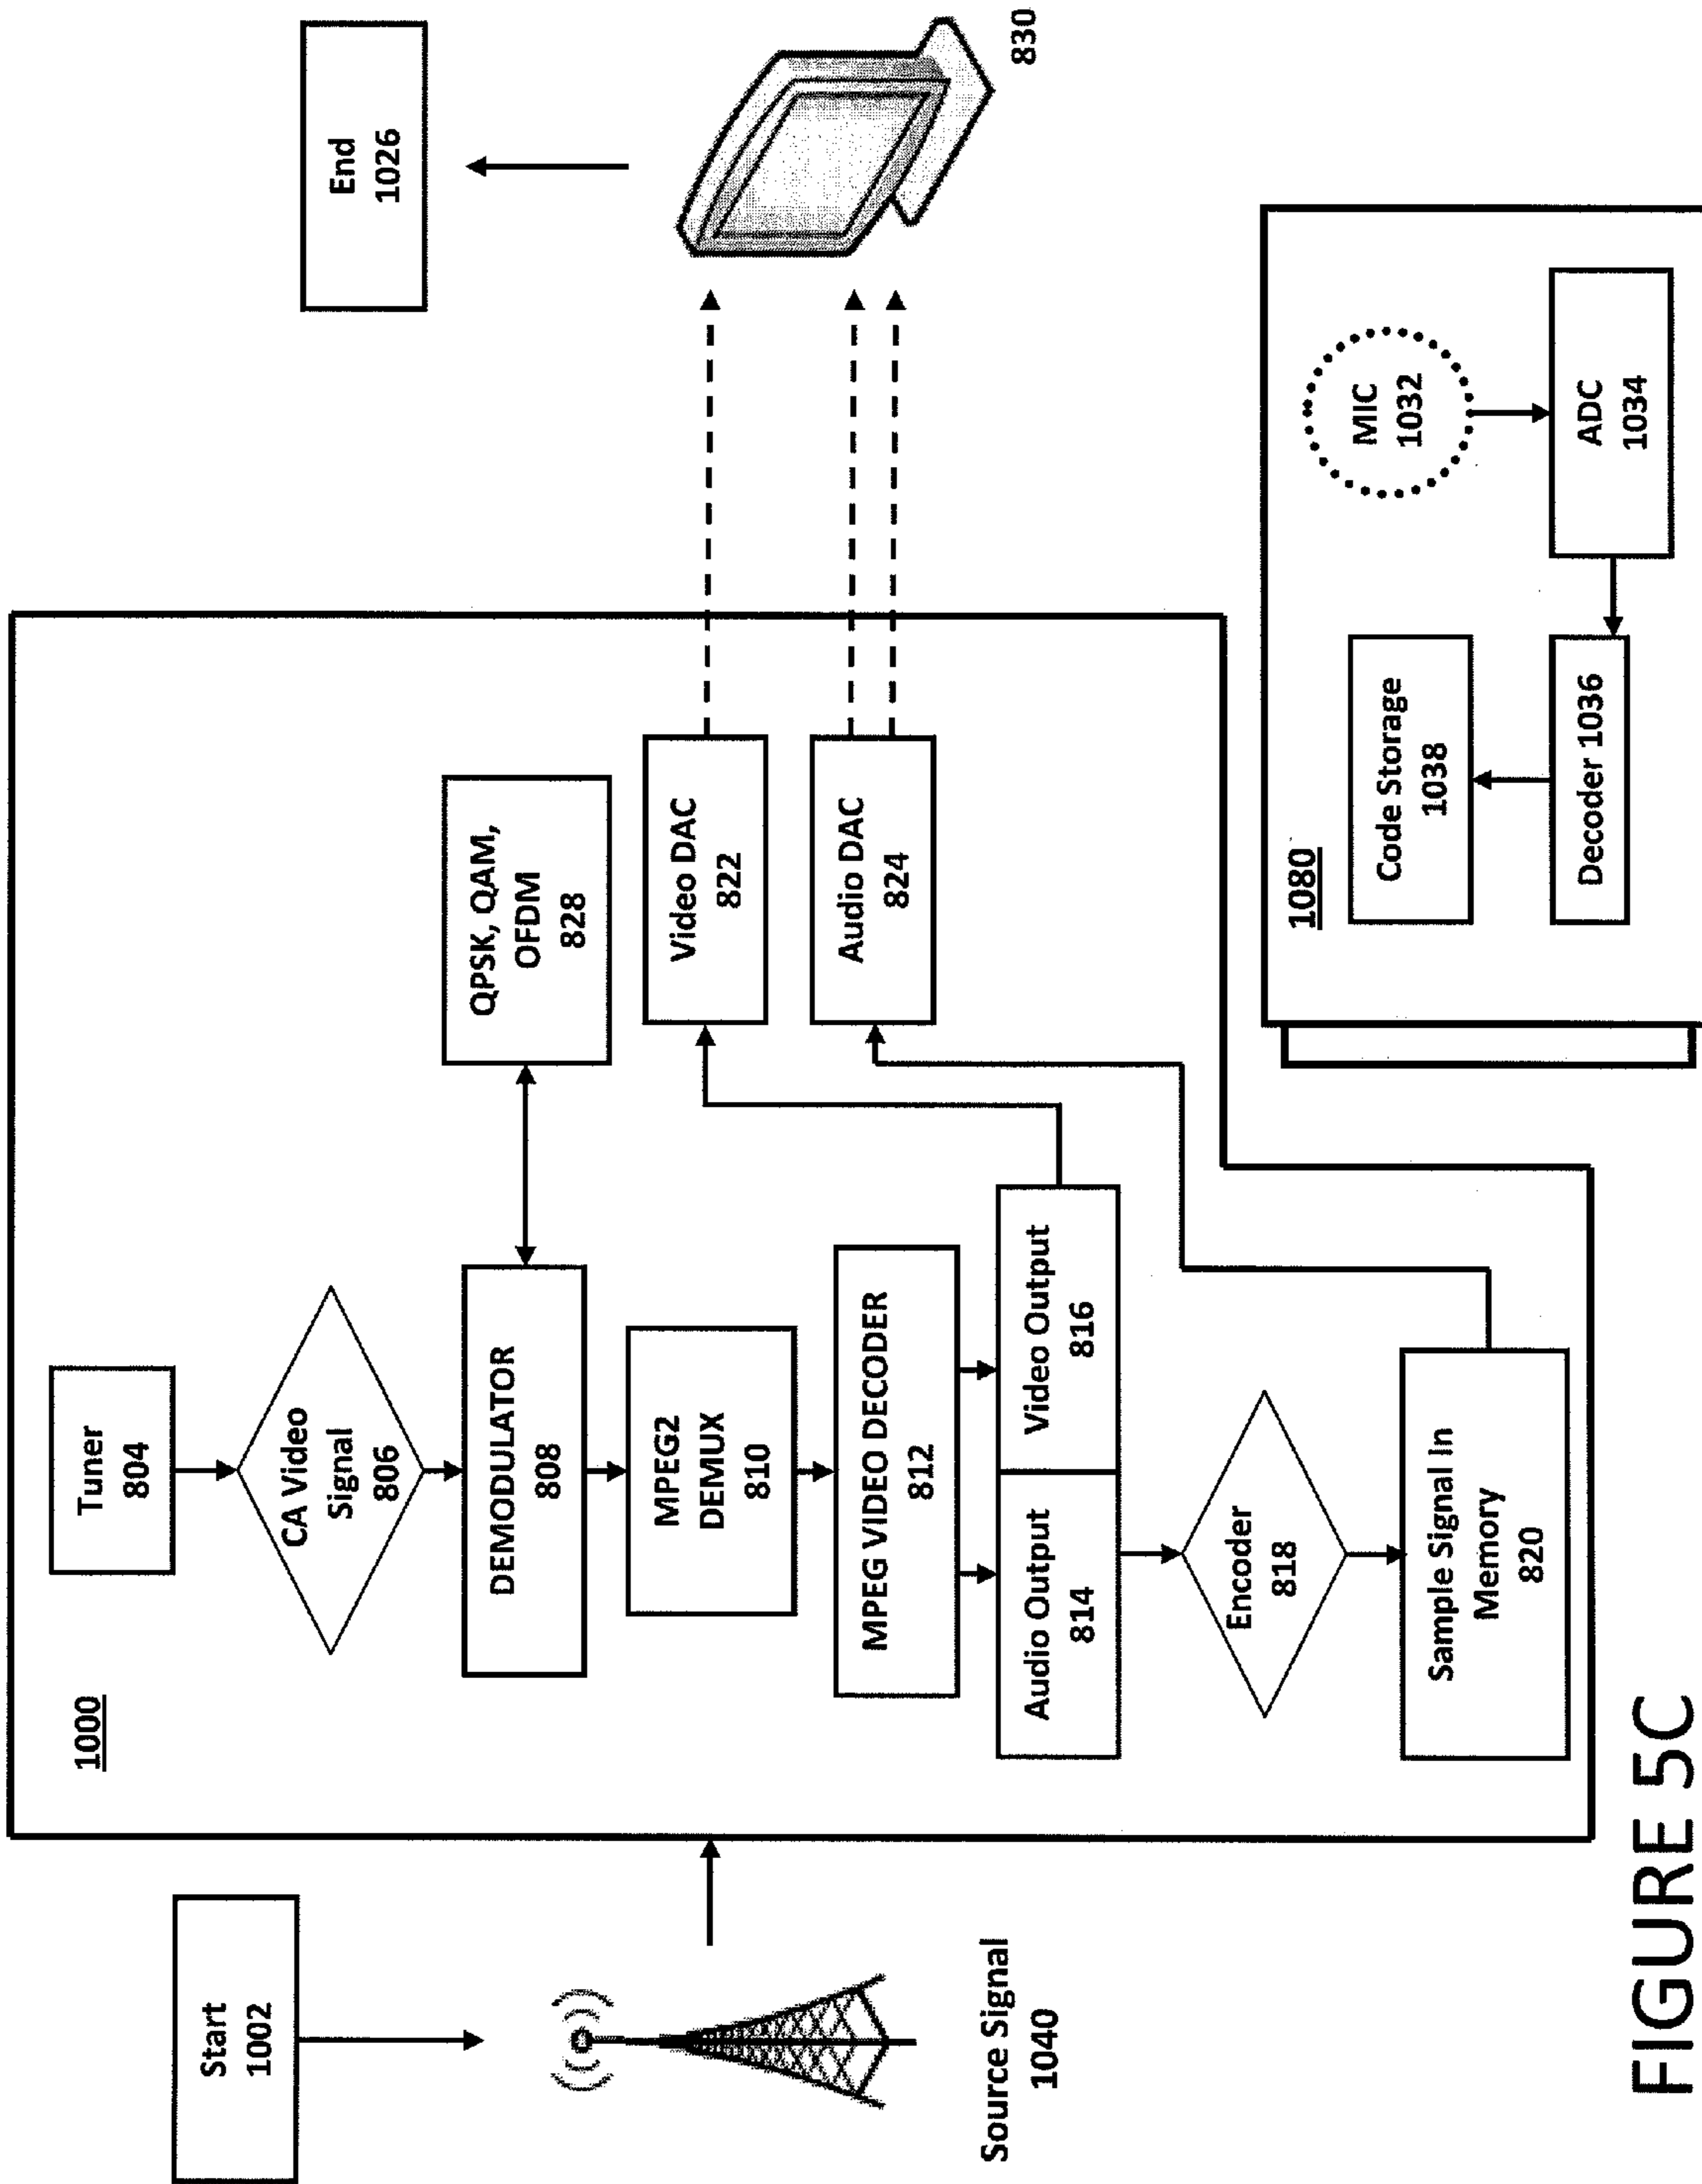 Start
1002
Source Signal
1040
1000
Tuner
804
CA Video
Signal
806
DEMODULATOR
808
QPSK, QAM,
OFDM
828
MPEG2
DEMUX
810
MPEG VIDEO DECODER
812
Audio Output
814
Video Output
816
Encoder
818
Sample Signal In
Memory
820
Video DAC
822
Audio DAC
824
End
1026
830
1080
MIC
1032
ADC
1034
Decoder 1036
Code Storage
1038
FIGURE 5C